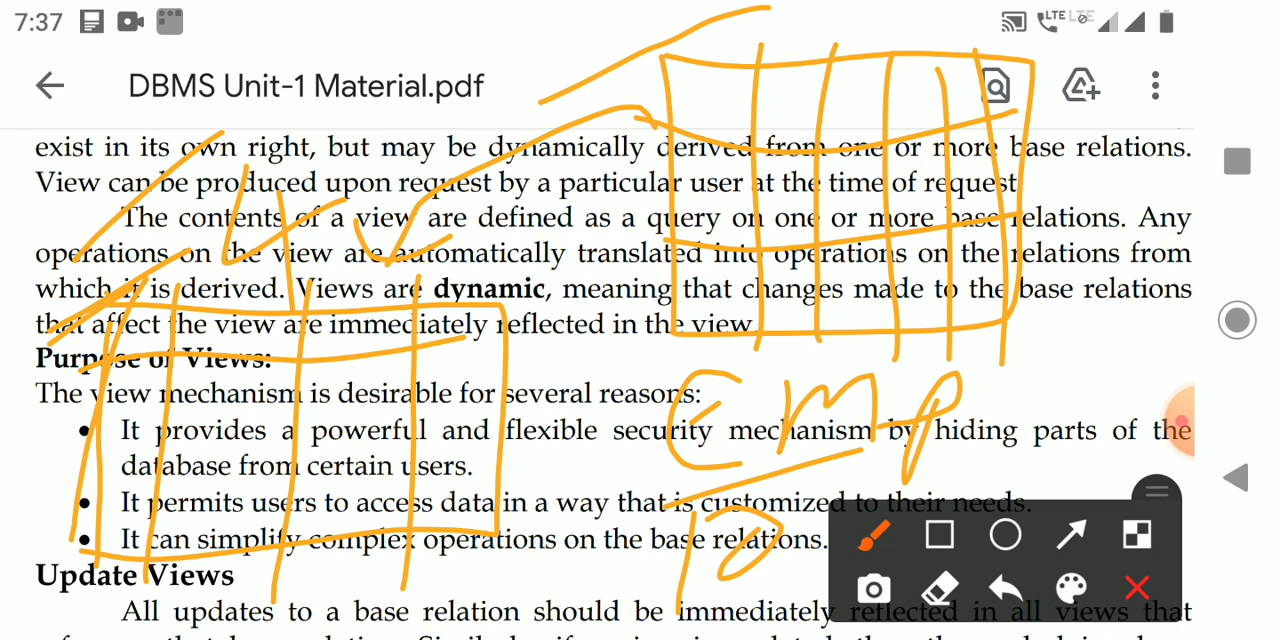 7:37 LTE LTE
DBMS Unit-1 Material.pdf
exist in its own right, but may be dynamically derived from one or more base relations.
View can be produced upon request by a particular user at the time of request.
The contents of a view are defined as a query on one or more base relations. Any
operations on the view are automatically translated into operations on the relations from
which it is derived. Views are dynamic, meaning that changes made to the base relations
that affect the view are immediately reflected in the view.
Purpose of Views:
The view mechanism is desirable for several reasons:
Emp
• It provides a powerful and flexible security mechanism by hiding parts of the
database from certain users.
• It permits users to access data in a way that is customized to their needs.
10
• It can simplify complex operations on the base relations.
Update Views
All updates to a base relation should be immediately reflected in all views that